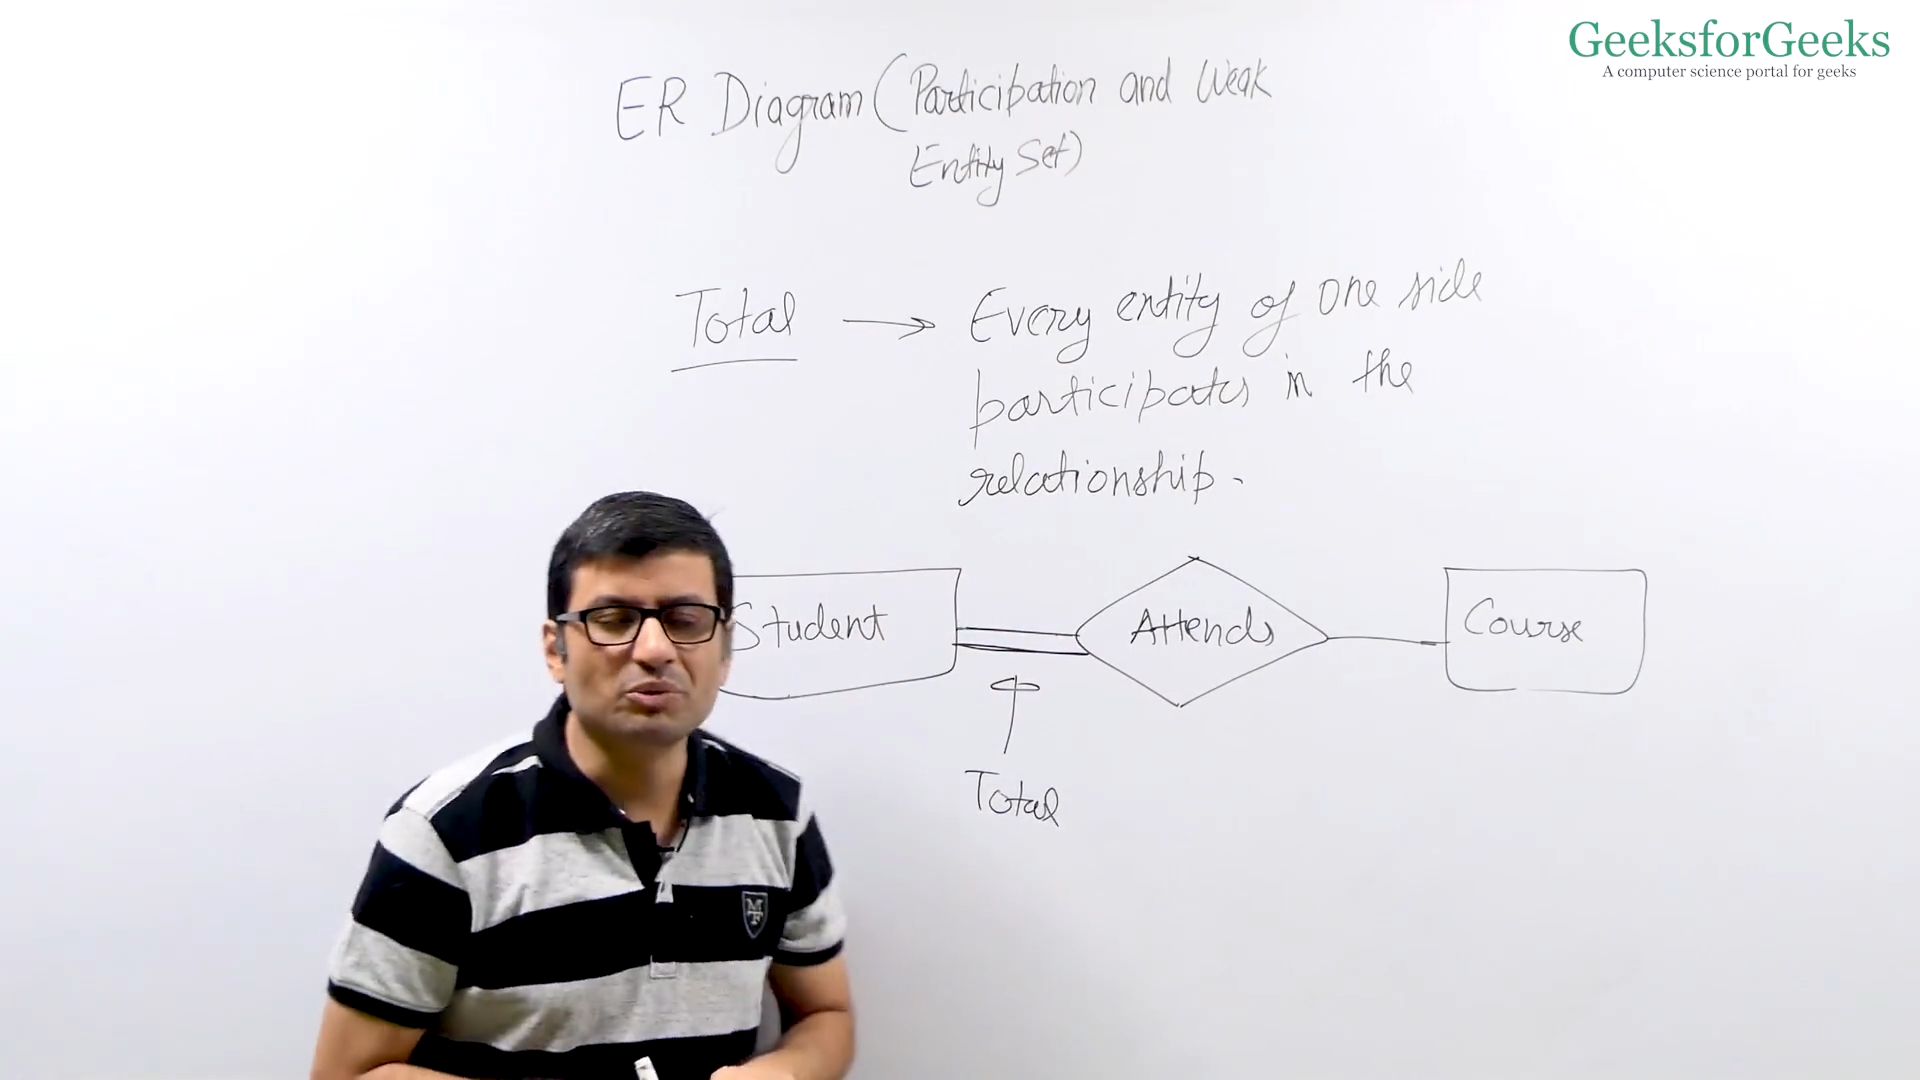 GeeksforGeeks
A computer science portal for geeks
ER Diagram (Participation and Weak
Entity Set)
Total → Every entity of one side
participates in the
relationship.
Student Attends Course
Total